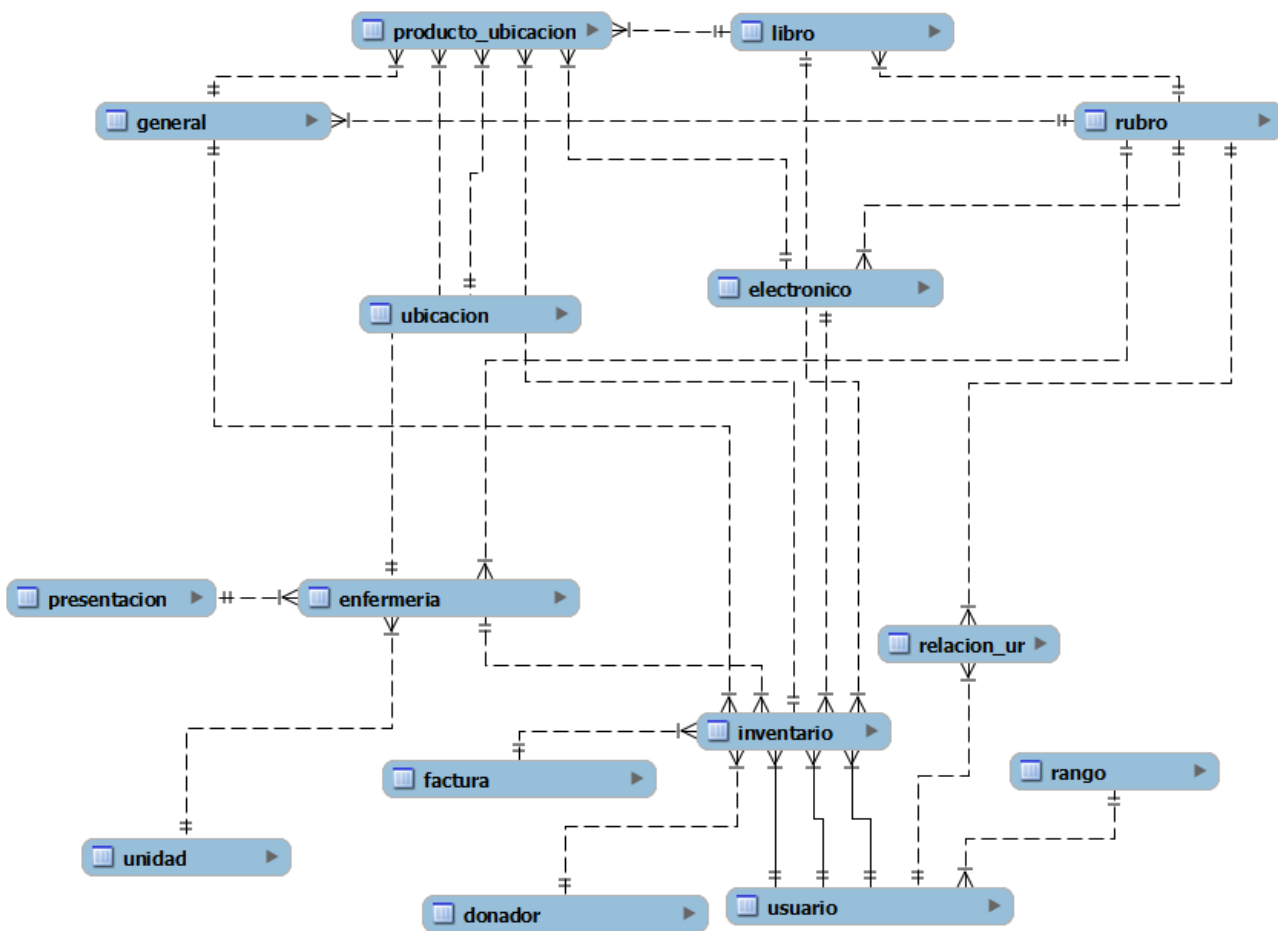 producto_ubicacion
libro
general
rubro
electronico
ubicacion
presentacion
enfermeria
relacion_ur
inventario
factura
rango
unidad
donador
usuario